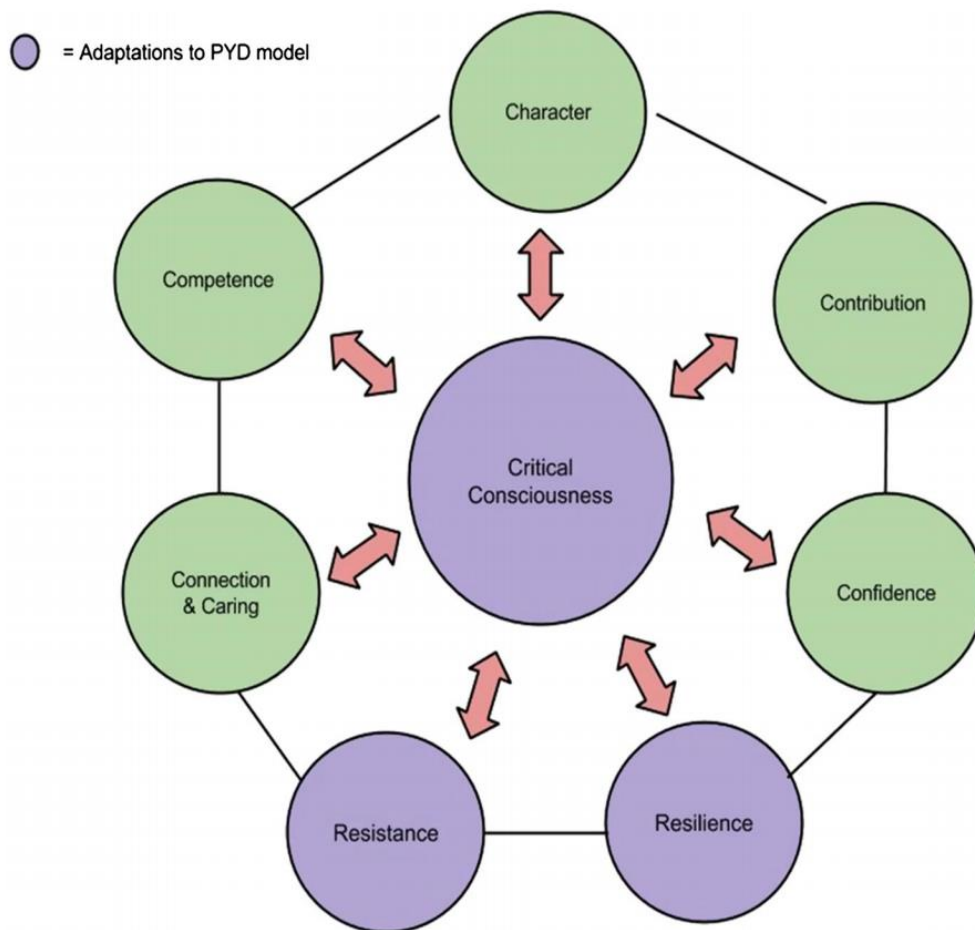 = Adaptations to PYD model
Character
Competence
Contribution
Critical
Consciousness
Connection
& Caring
Confidence
Resistance
Resilience